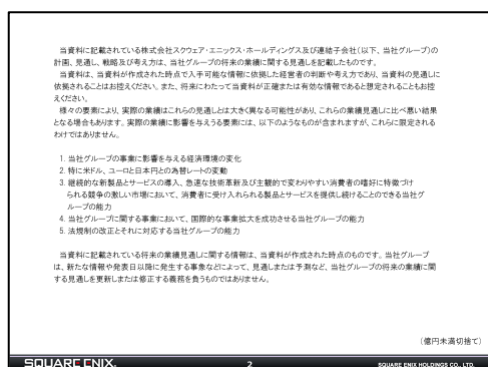 当資料に記載されている株式会社スクウェア・エニックス・ホールディングス及び連結子会社(以下、当社グループ)の
計画、見通し、戦略及び考え方は、当社グループの将来の業績に関する見通しを記載したものです。
当資料は、当資料が作成された時点で入手可能な情報に依拠した経営者の判断や考え方であり、当資料の見通しに
依拠されることはお控えください。また、将来にわたって当資料が正確または有効な情報であると想定されることもお控
えください。
様々の要素により、実際の業績はこれらの見通しとは大きく異なる可能性があり、これらの業績見通しに比べ悪い結果
となる場合もあります。実際の業績に影響を与えうる要素には、以下のようなものが含まれますが、これらに限定される
わけではありません。
1. 当社グループの事業に影響を与える経済環境の変化
2. 特に米ドル、ユーロと日本円との為替レートの変動
3. 継続的な新製品とサービスの導入、急速な技術革新及び主観的で変わりやすい消費者の嗜好に特徴づけ
られる競争の激しい市場において、消費者に受け入れられる製品とサービスを提供し続けることのできる当社グ
ループの能力
4. 当社グループに関する事業において、国際的な事業拡大を成功させる当社グループの能力
5. 法規制の改正とそれに対応する当社グループの能力
当資料に記載されている将来の業績見通しに関する情報は、当資料が作成された時点のものです。当社グループ
は、新たな情報や発表日以降に発生する事象などによって、見通しまたは予測など、当社グループの将来の業績に関
する見通しを更新しまたは修正する義務を負うものではありません。
(億円未満切捨て)
SQUARE ENIX.
2
SQUARE ENIX HOLDINGS CO., LTD.